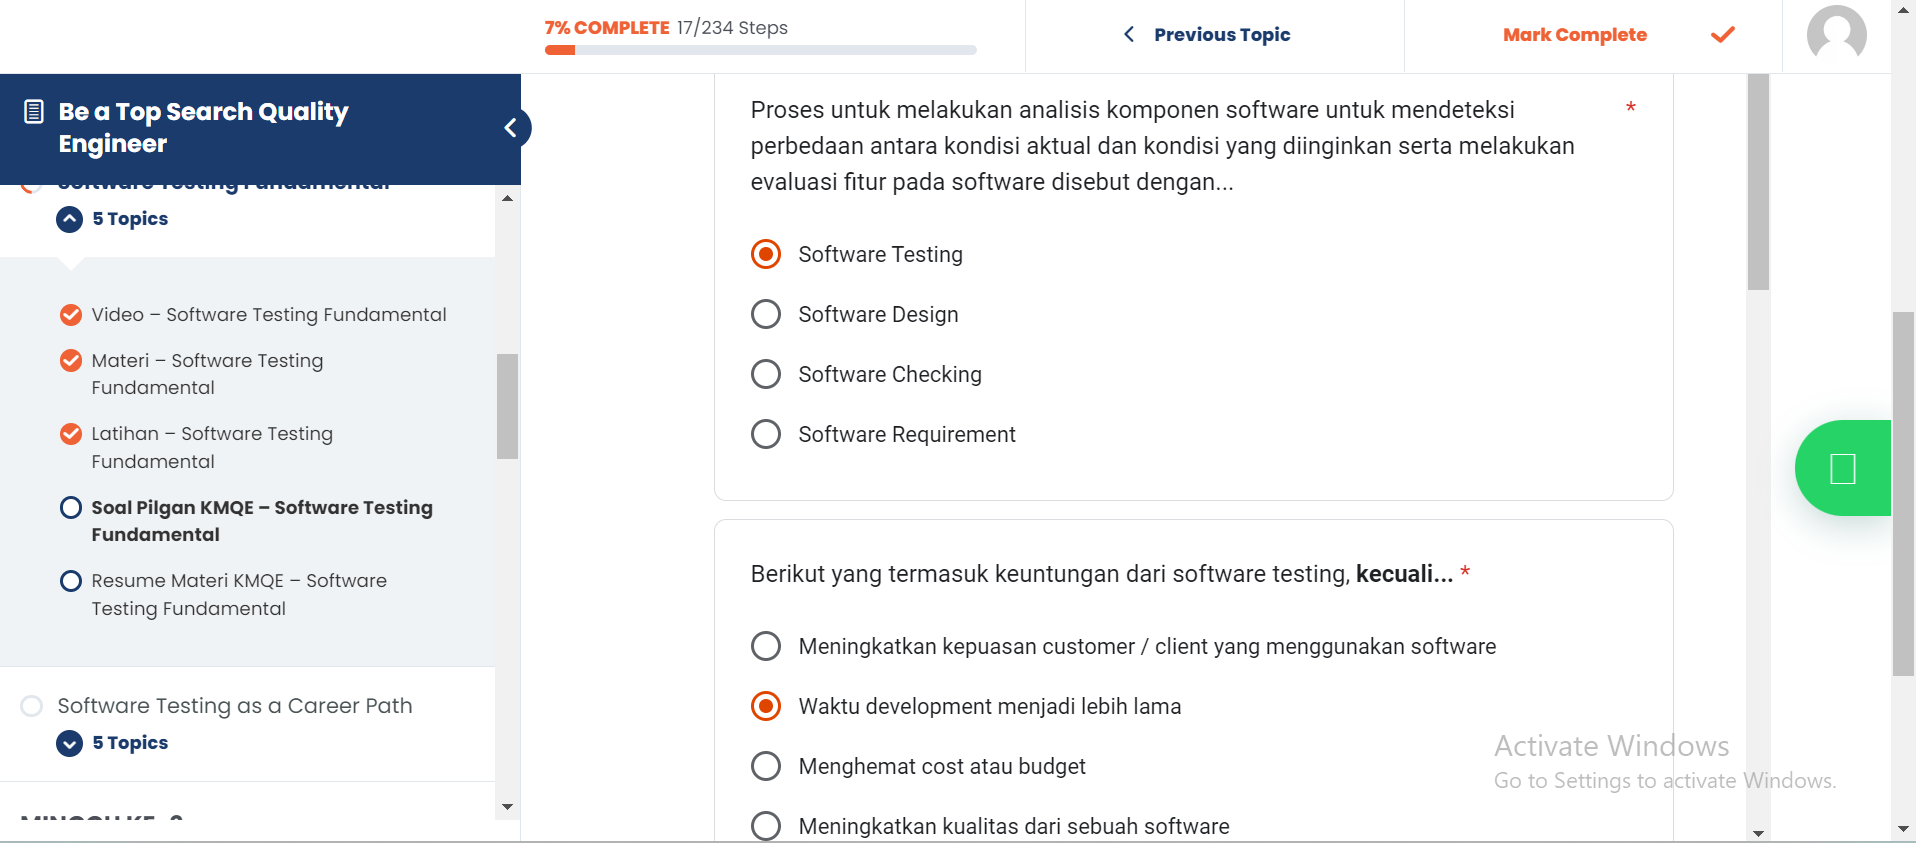 7% COMPLETE 17/234 Steps
Previous Topic
Mark Complete
Be a Top Search Quality
Engineer
Software Testing Fundamental
5 Topics
Video – Software Testing Fundamental
Materi – Software Testing
Fundamental
Latihan – Software Testing
Fundamental
Soal Pilgan KMQE – Software Testing
Fundamental
Resume Materi KMQE – Software
Testing Fundamental
Software Testing as a Career Path
5 Topics
Proses untuk melakukan analisis komponen software untuk mendeteksi *
perbedaan antara kondisi aktual dan kondisi yang diinginkan serta melakukan
evaluasi fitur pada software disebut dengan...
Software Testing
Software Design
Software Checking
Software Requirement
Berikut yang termasuk keuntungan dari software testing, kecuali... *
Meningkatkan kepuasan customer / client yang menggunakan software
Waktu development menjadi lebih lama
Menghemat cost atau budget
Meningkatkan kualitas dari sebuah software
Activate Windows
Go to Settings to activate Windows.